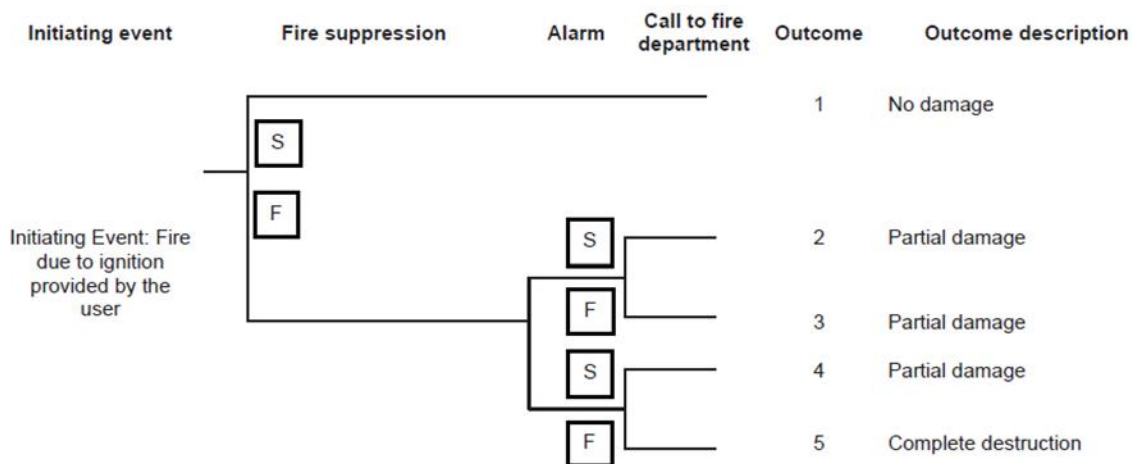 Initiating event
Fire suppression
Alarm
Call to fire
department
Outcome
Outcome description
1
No damage
S
F
Initiating Event: Fire
due to ignition
provided by the
user
S
2
Partial damage
F
3
Partial damage
S
4
Partial damage
F
5
Complete destruction